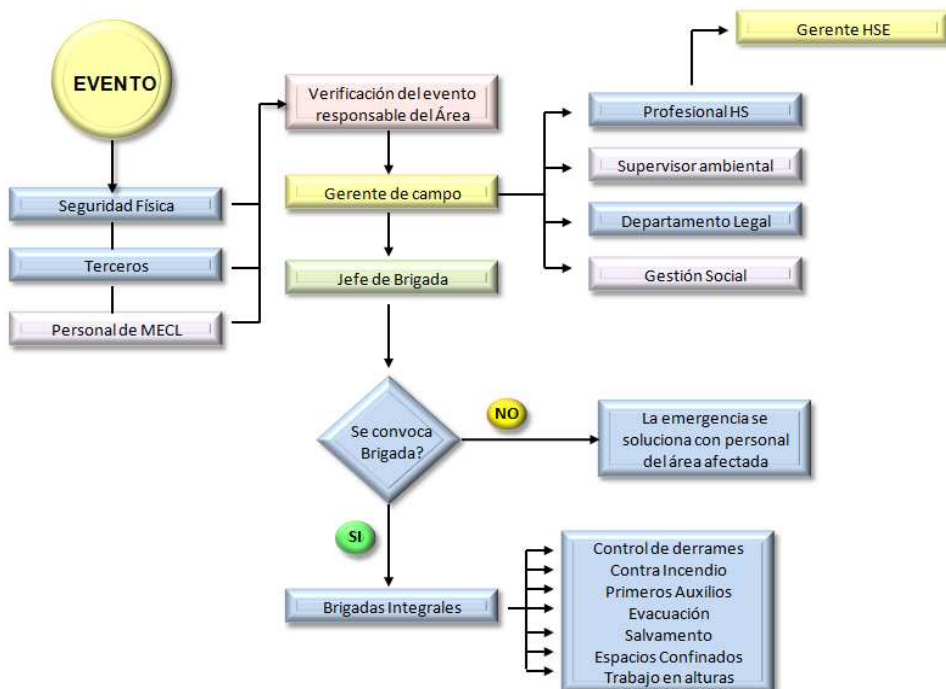 EVENTO
Seguridad Física
Terceros
Personal de MECL
Verificación del evento
responsable del Área
Gerente de campo
Jefe de Brigada
Gerente HSE
Profesional HS
Supervisor ambiental
Departamento Legal
Gestión Social
Se convoca
Brigada?
NO
La emergencia se
soluciona con personal
del área afectada
SI
Brigadas Integrales
Control de derrames
Contra Incendio
Primeros Auxilios
Evacuación
Salvamento
Espacios Confinados
Trabajo en alturas